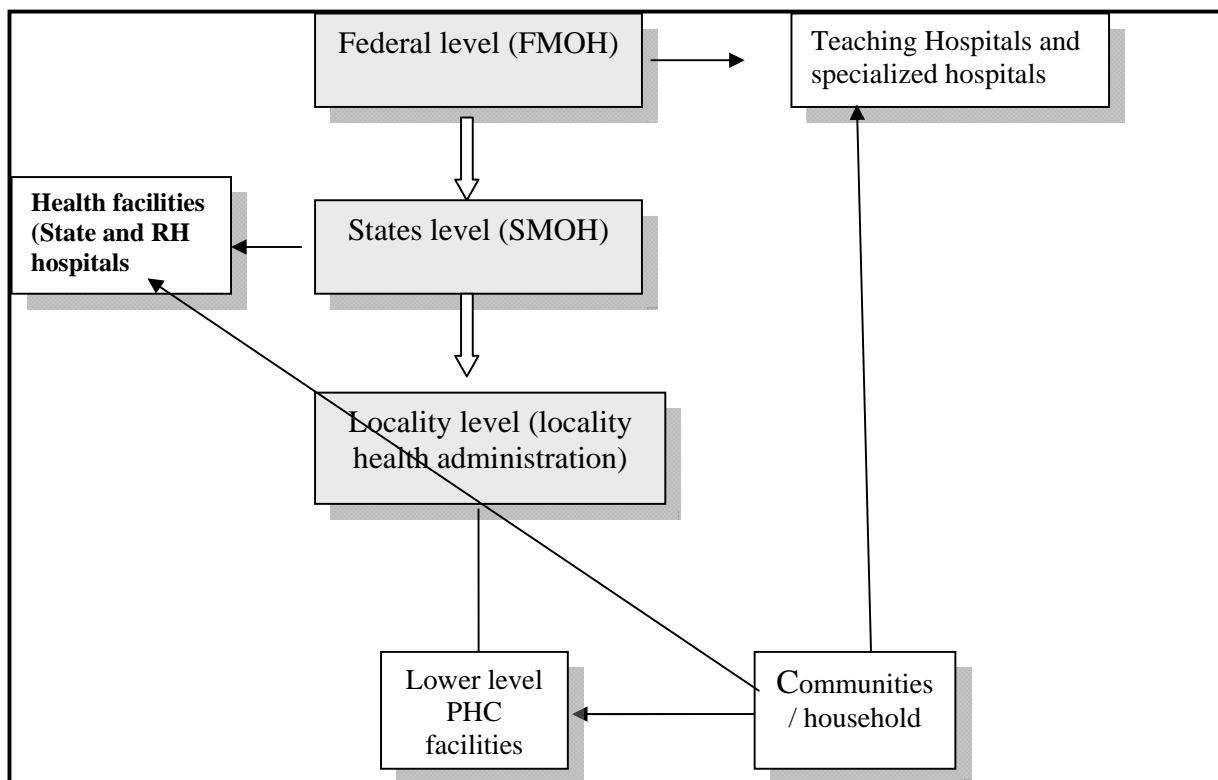 Federal level (FMOH)
Teaching Hospitals and
specialized hospitals
Health facilities
(State and RH
hospitals
States level (SMOH)
Locality level (locality
health administration)
Lower level
PHC
facilities
Communities
/ household